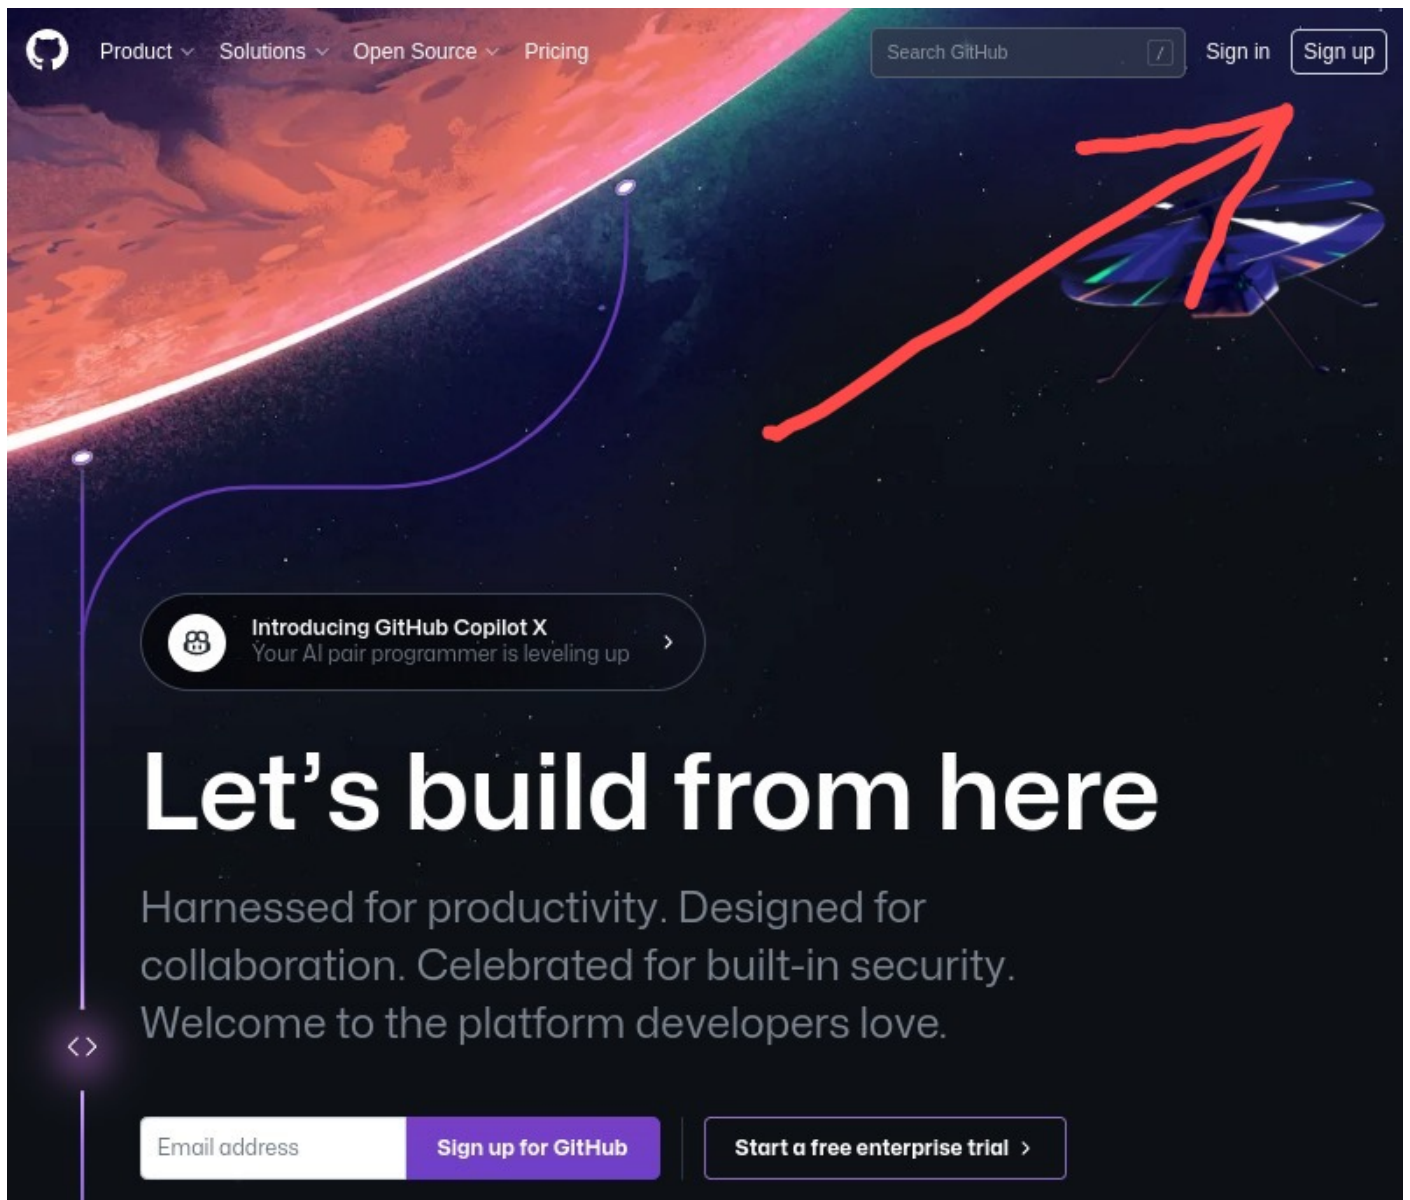 Product Solutions Open Source Pricing Search GitHub / Sign in Sign up
Introducing GitHub Copilot X
Your AI pair programmer is leveling up
Let’s build from here
Harnessed for productivity. Designed for
collaboration. Celebrated for built-in security.
Welcome to the platform developers love.
Email address Sign up for GitHub Start a free enterprise trial